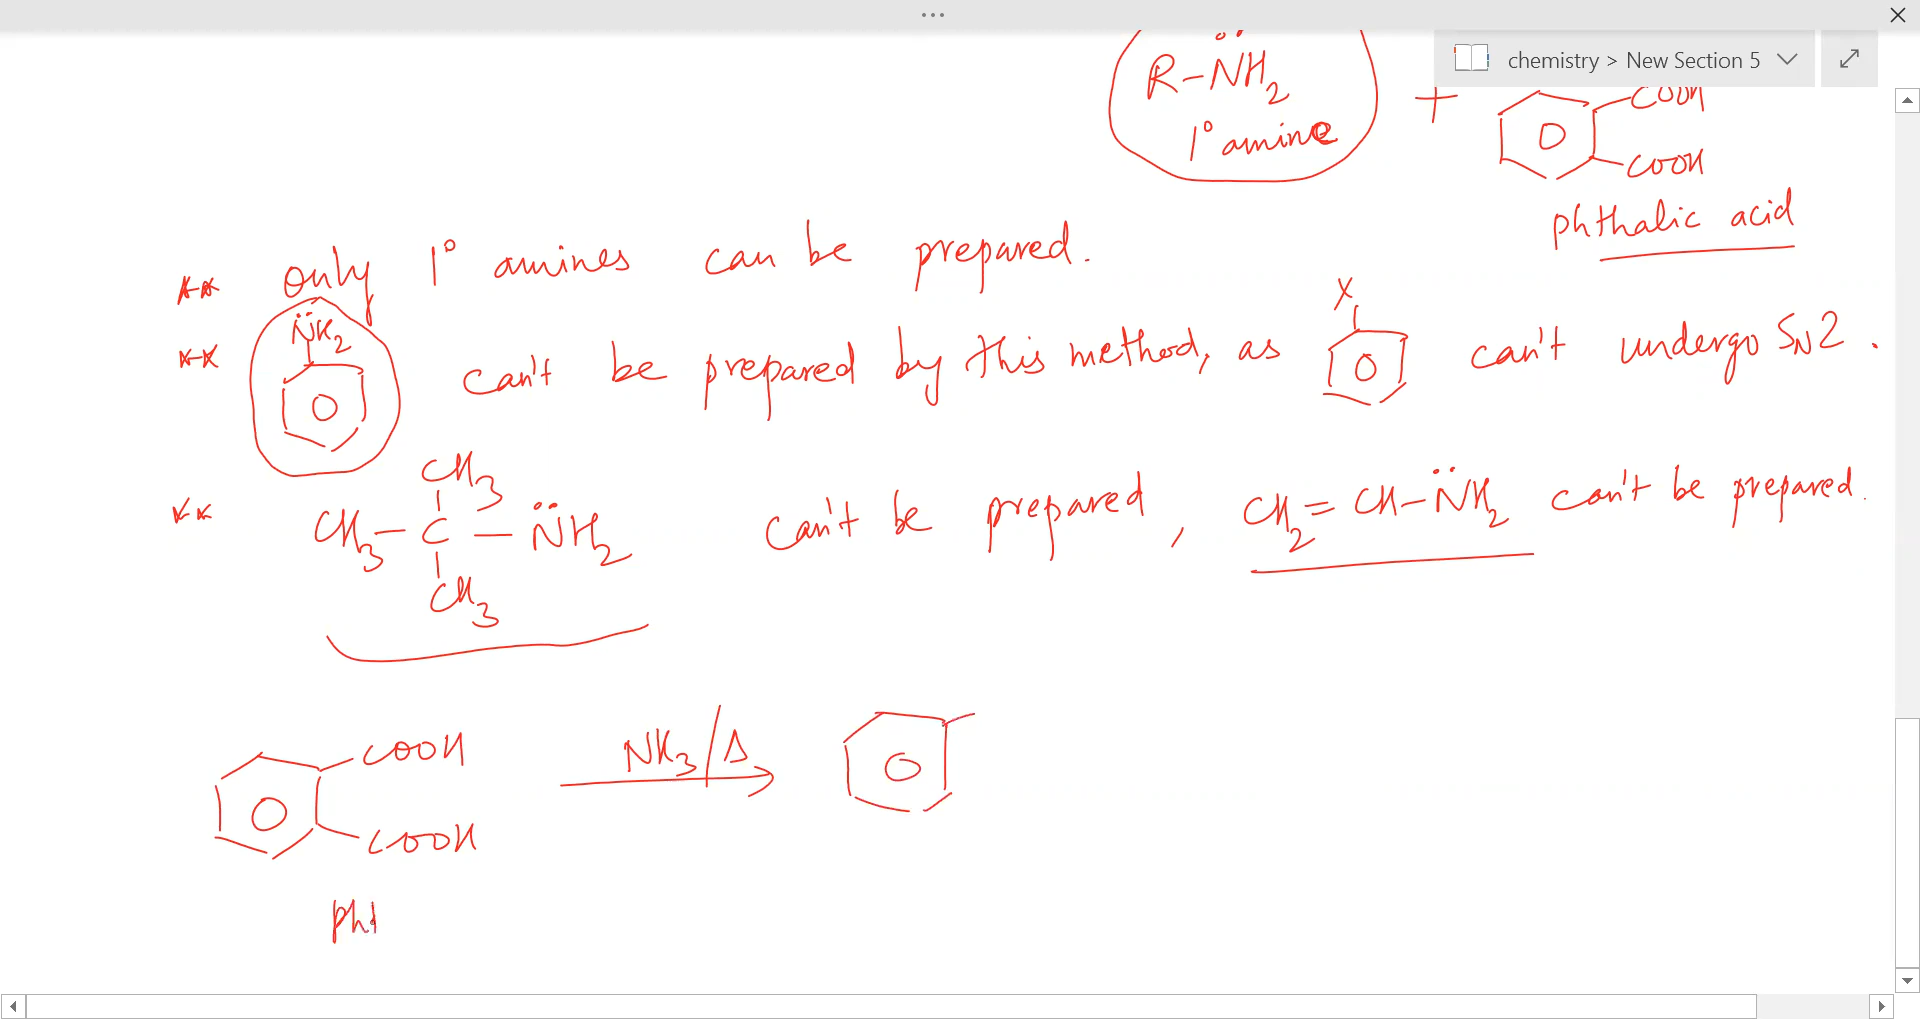 chemistry > New Section 5
R-NH2
1° amine
+
COOH
COOH
phthalic acid
** only 1° amines can be prepared.
NH2
X
** can't be prepared by this method, as can't undergo SN2.
CH3
** CH3-C-NH2 can't be prepared, CH2=CH-NH2 can't be prepared.
CH3
COOH NH3/Δ
COOH
Pht